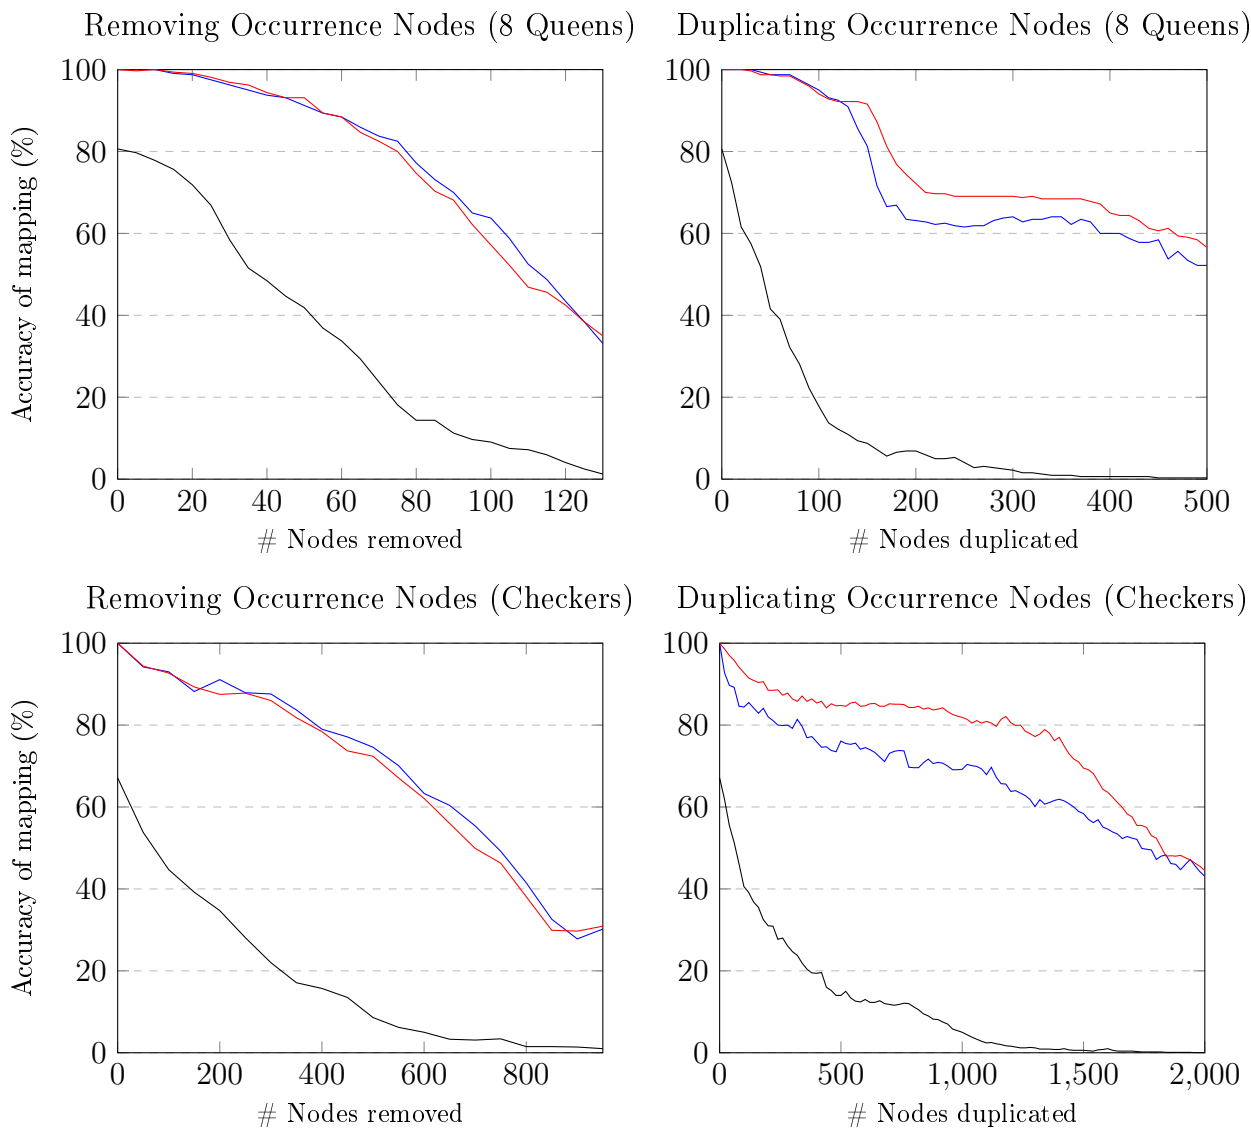 Removing Occurrence Nodes (8 Queens)
Accuracy of mapping (%)
100
80
60
40
20
0
0 20 40 60 80 100 120
# Nodes removed
Duplicating Occurrence Nodes (8 Queens)
100
80
60
40
20
0
0 100 200 300 400 500
# Nodes duplicated
Removing Occurrence Nodes (Checkers)
Accuracy of mapping (%)
100
80
60
40
20
0
0 200 400 600 800
# Nodes removed
Duplicating Occurrence Nodes (Checkers)
100
80
60
40
20
0
0 500 1,000 1,500 2,000
# Nodes duplicated